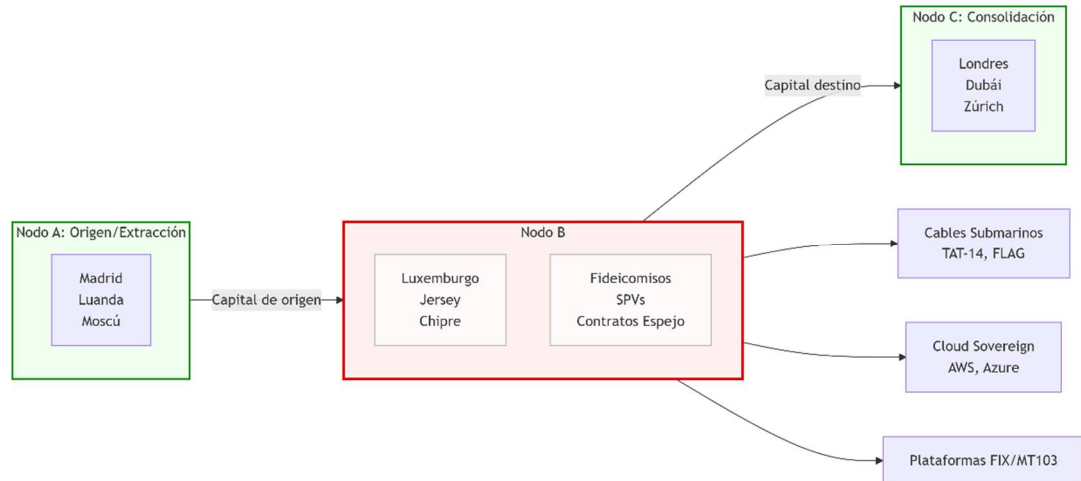 Nodo A: Origen/Extracción
Madrid
Luanda
Moscú
Capital de origen
Nodo B
Luxemburgo
Jersey
Chipre
Fideicomisos
SPVs
Contratos Espejo
Capital destino
Nodo C: Consolidación
Londres
Dubái
Zúrich
Cables Submarinos
TAT-14, FLAG
Cloud Sovereign
AWS, Azure
Plataformas FIX/MT103